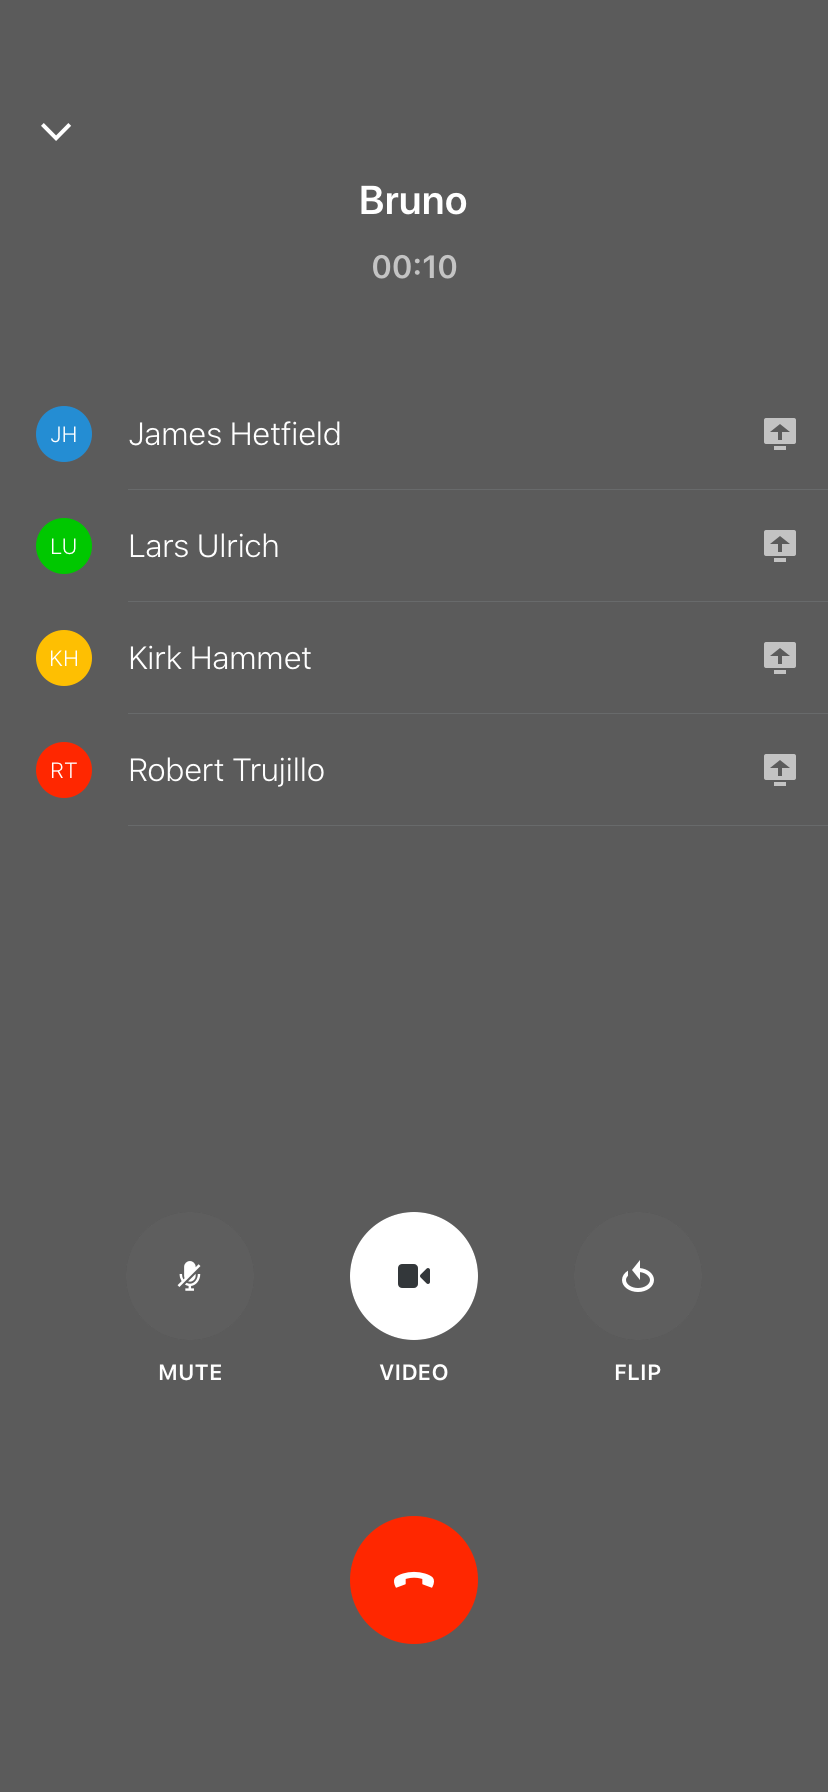 Bruno
00:10
JH James Hetfield
LU Lars Ulrich
KH Kirk Hammet
RT Robert Trujillo
MUTE VIDEO FLIP